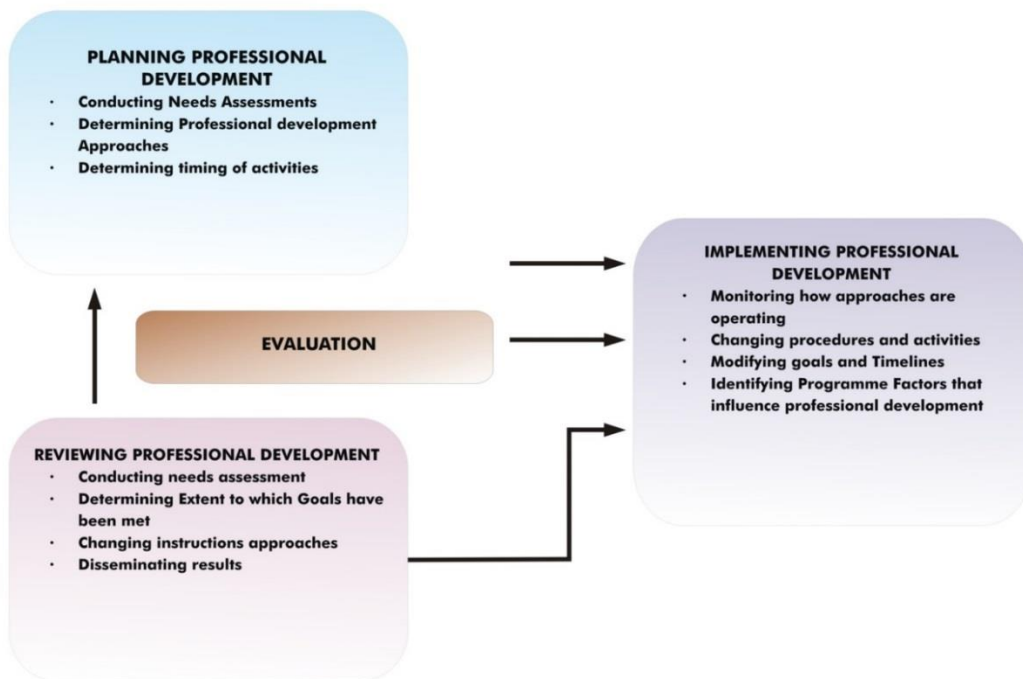 PLANNING PROFESSIONAL
DEVELOPMENT
· Conducting Needs Assessments
· Determining Professional development
Approaches
· Determining timing of activities
EVALUATION
IMPLEMENTING PROFESSIONAL
DEVELOPMENT
· Monitoring how approaches are
operating
· Changing procedures and activities
· Modifying goals and Timelines
· Identifying Programme Factors that
influence professional development
REVIEWING PROFESSIONAL DEVELOPMENT
· Conducting needs assessment
· Determining Extent to which Goals have
been met
· Changing instructions approaches
· Disseminating results